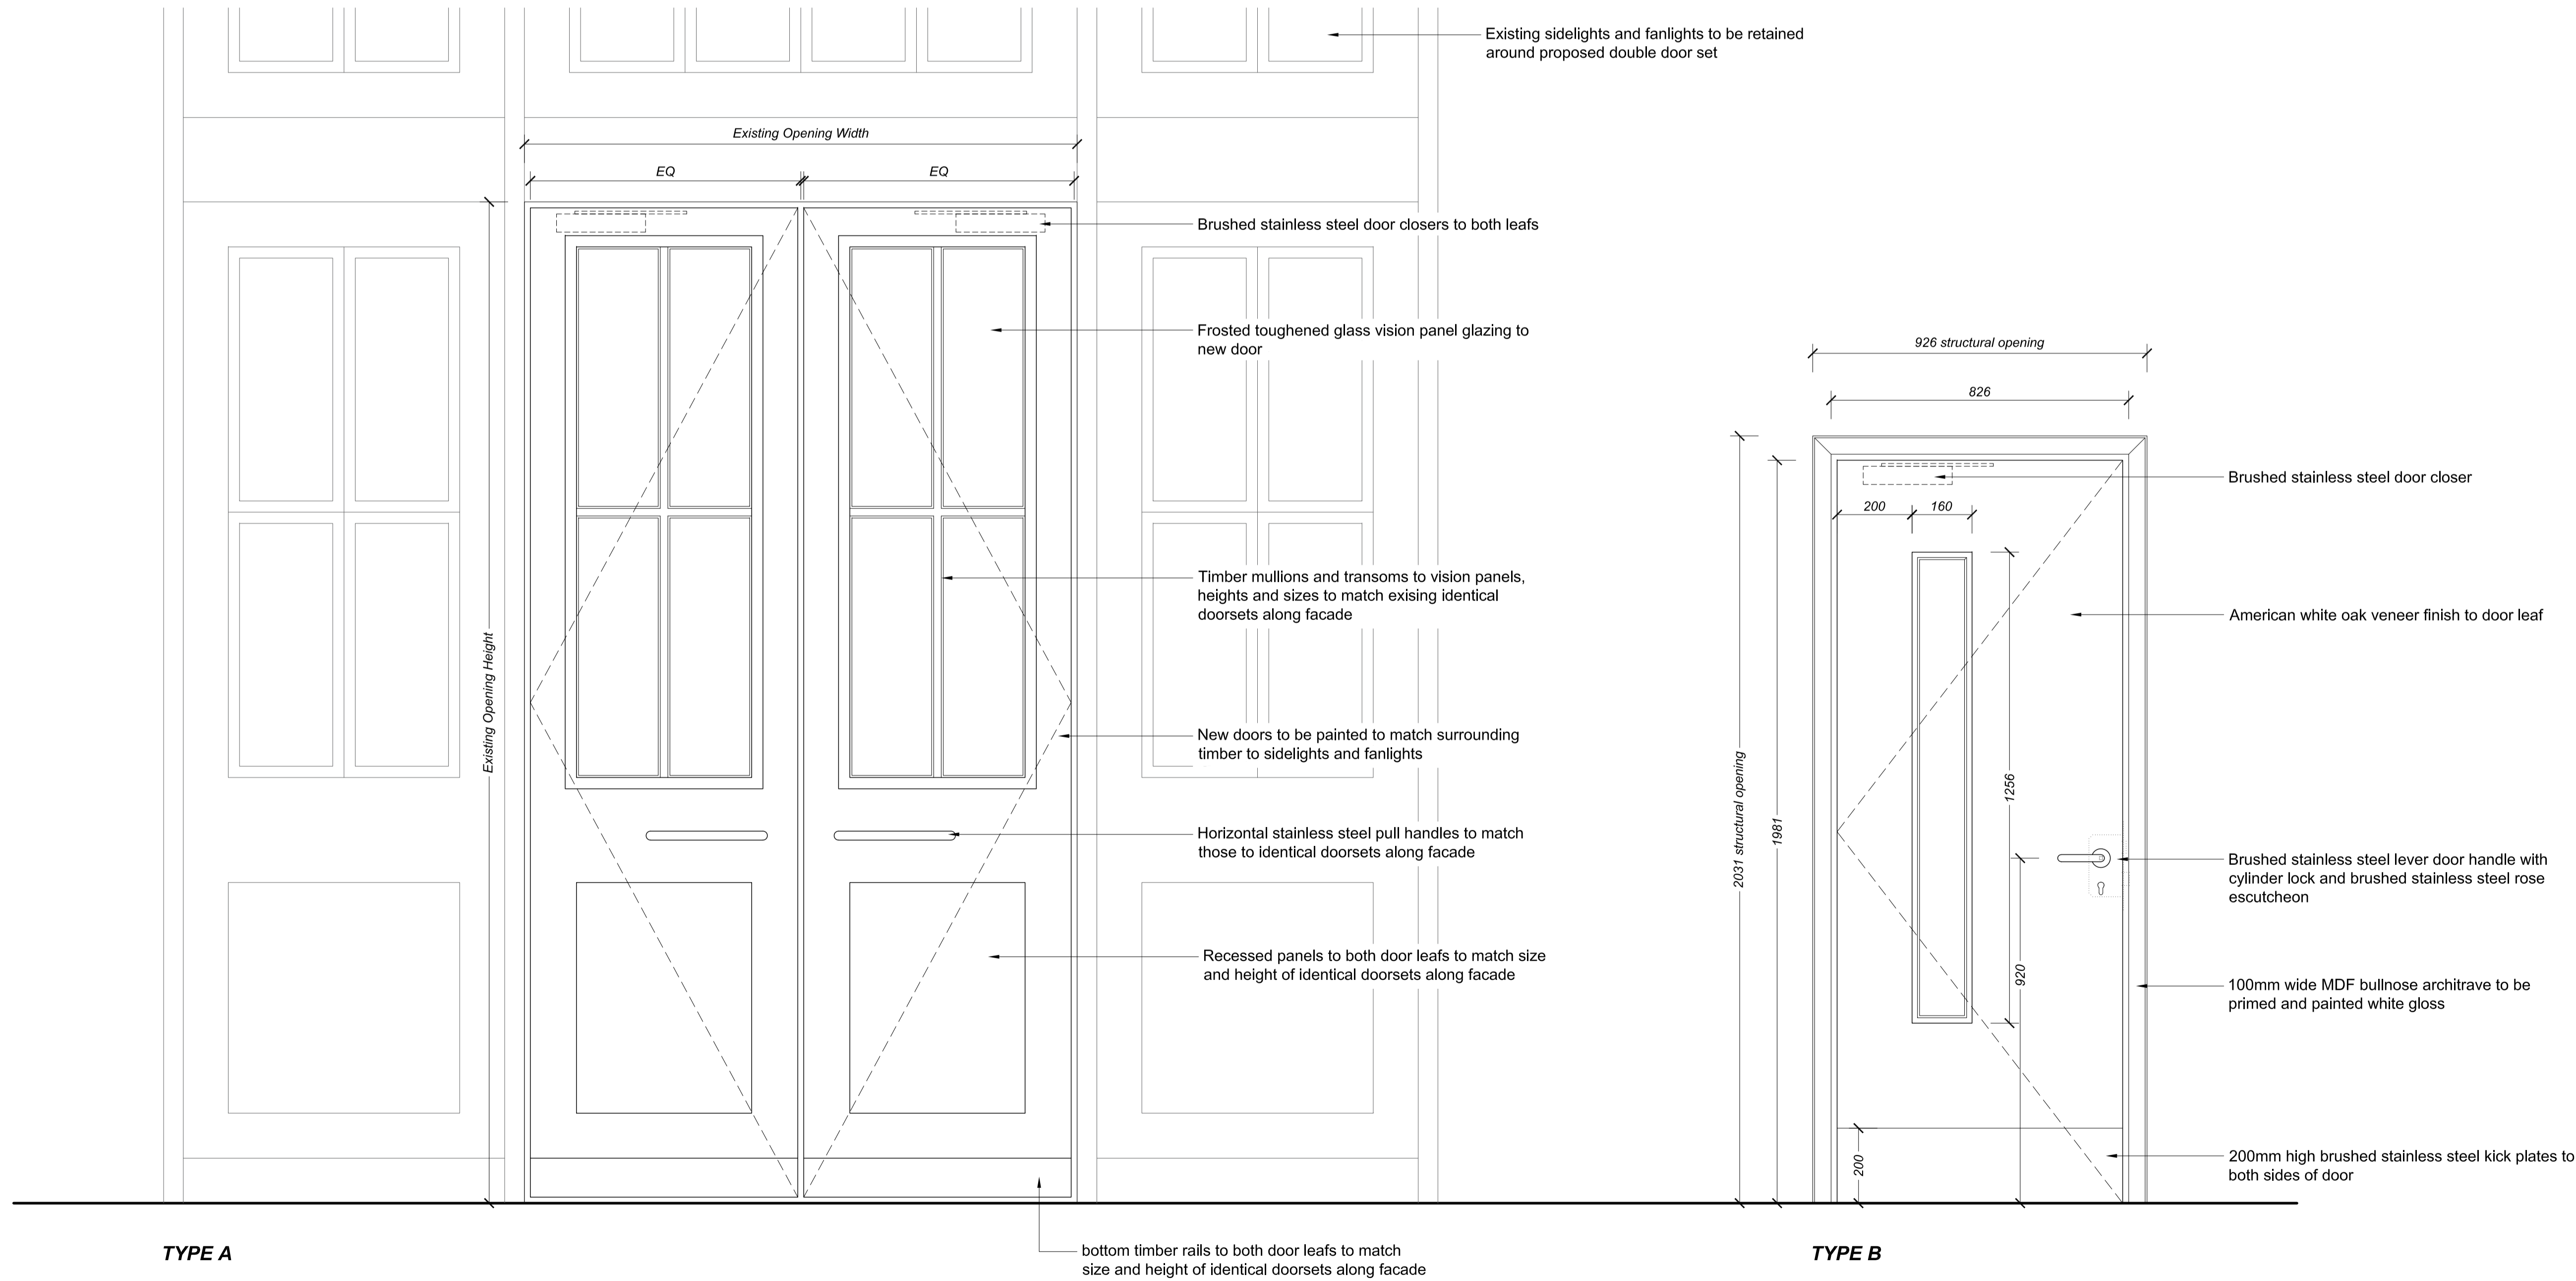 Existing sidelights and fanlights to be retained
around proposed double door set
Existing Opening Width
EQ
EQ
Existing Opening Height
Brushed stainless steel door closers to both leafs
Frosted toughened glass vision panel glazing to
new door
Timber mullions and transoms to vision panels,
heights and sizes to match exising identical
doorsets along facade
New doors to be painted to match surrounding
timber to sidelights and fanlights
Horizontal stainless steel pull handles to match
those to identical doorsets along facade
Recessed panels to both door leafs to match size
and height of identical doorsets along facade
bottom timber rails to both door leafs to match
size and height of identical doorsets along facade
TYPE A
926 structural opening
826
2031 structural opening
1981
200
160
1256
920
200
Brushed stainless steel door closer
American white oak veneer finish to door leaf
Brushed stainless steel lever door handle with
cylinder lock and brushed stainless steel rose
escutcheon
100mm wide MDF bullnose architrave to be
primed and painted white gloss
200mm high brushed stainless steel kick plates to
both sides of door
TYPE B